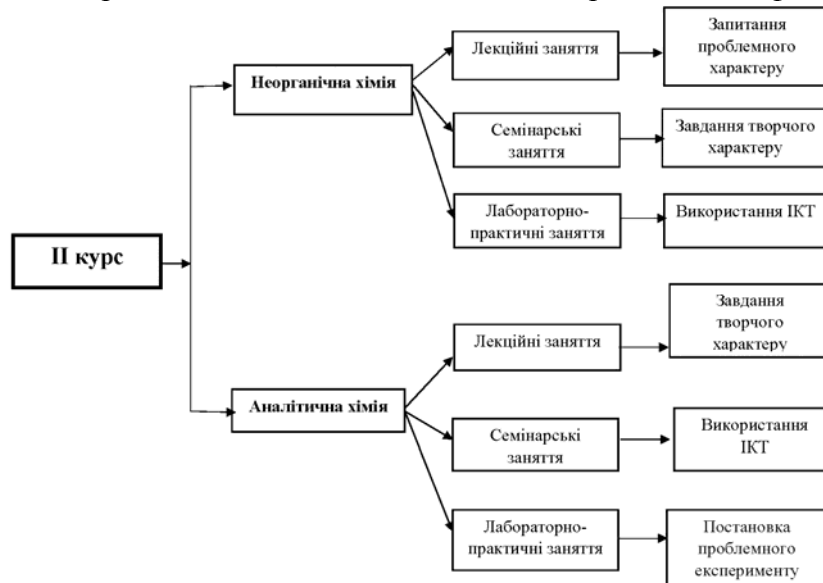 Лекційні заняття
Запитання
проблемного
характеру
Неорганічна хімія
Семінарські
заняття
Завдання творчого
характеру
Лабораторно-
практичні заняття
Використання ІКТ
ІІ курс
Лекційні заняття
Завдання
творчого
характеру
Аналітична хімія
Семінарські
заняття
Використання
ІКТ
Лабораторно-
практичні заняття
Постановка
проблемного
експерименту